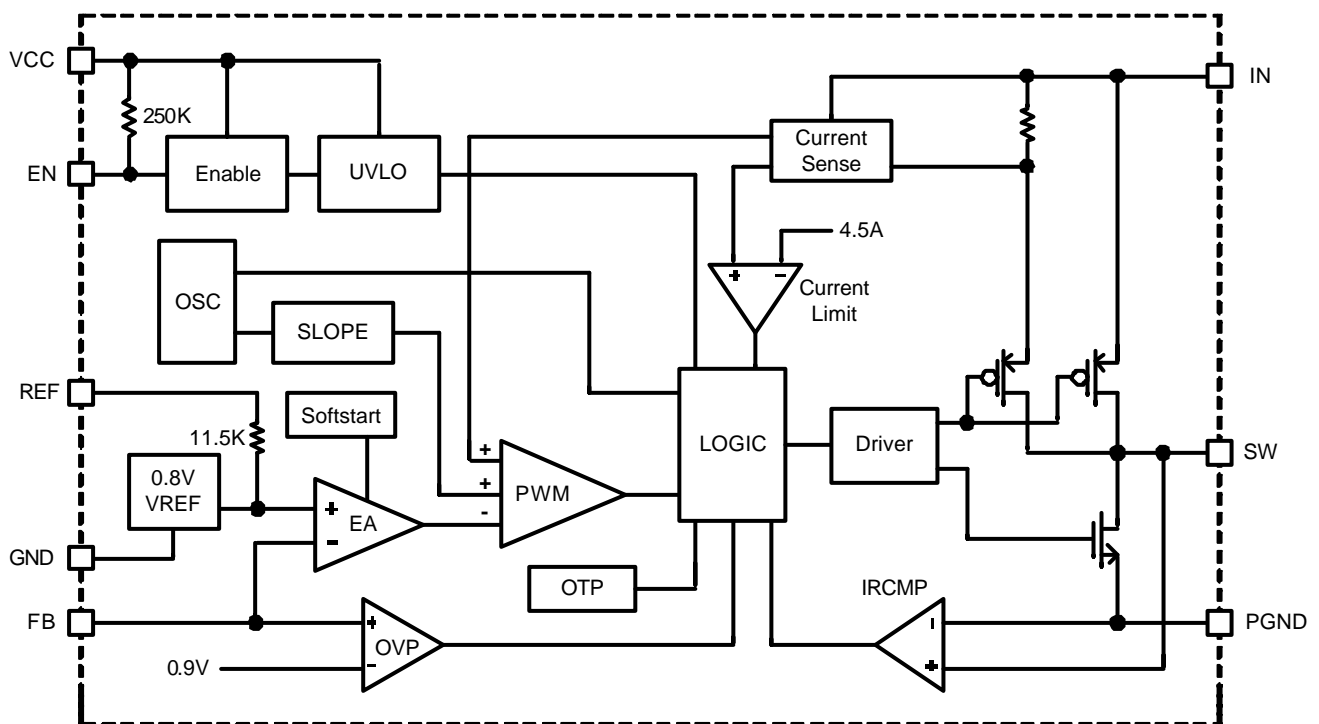 VCC
IN
250K
Current
Sense
EN
Enable
UVLO
4.5A
+ −
Current
Limit
OSC
SLOPE
REF
Softstart
11.5K
LOGIC
Driver
+
SW
0.8V
VREF
+
PWM
+
EA
-
−
GND
OTP
IRCMP
FB
+
OVP
−
PGND
0.9V
+